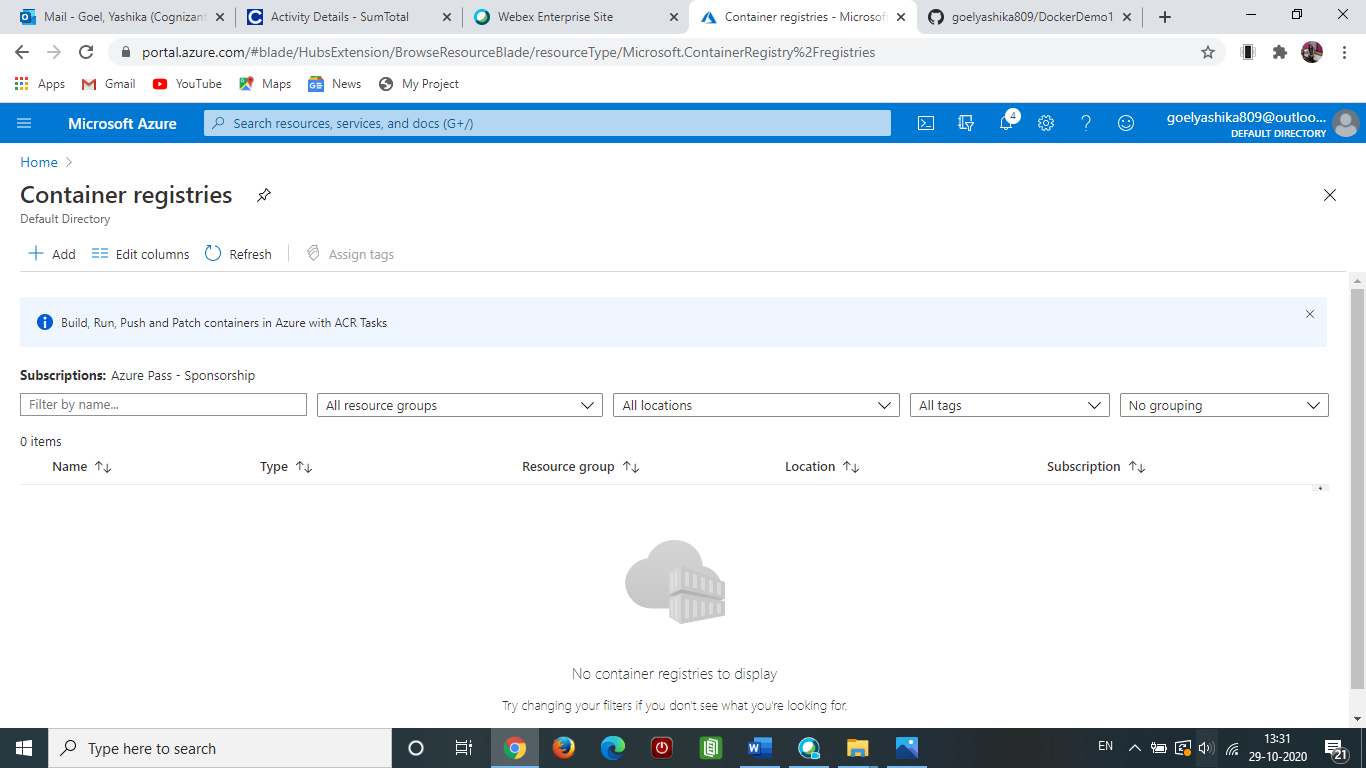 Mail - Goel, Yashika (Cognizant
Activity Details - SumTotal
Webex Enterprise Site
Container registries - Microsoft
goelyashika809/DockerDemo1
portal.azure.com/#blade/HubsExtension/BrowseResourceBlade/resourceType/Microsoft.ContainerRegistry%2Fregistries
Apps
Gmail
YouTube
Maps
News
My Project
Microsoft Azure
Search resources, services, and docs (G+/)
4
goelyashika809@outloo...
DEFAULT DIRECTORY
Home
Container registries
Default Directory
Add
Edit columns
Refresh
Assign tags
Build, Run, Push and Patch containers in Azure with ACR Tasks
Subscriptions: Azure Pass - Sponsorship
Filter by name...
All resource groups
All locations
All tags
No grouping
0 items
Name
Type
Resource group
Location
Subscription
No container registries to display
Try changing your filters if you don't see what you're looking for.
Type here to search
EN
13:31
29-10-2020
21